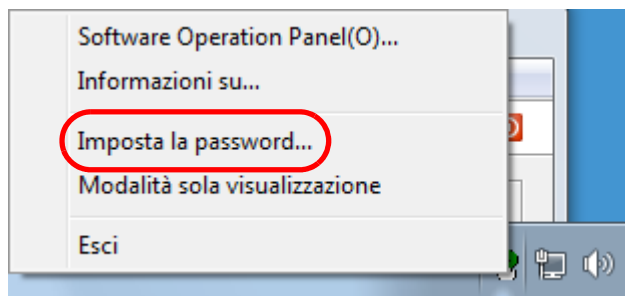 Software Operation Panel(O)...
Informazioni su...
Imposta la password...
Modalità sola visualizzazione
Esci